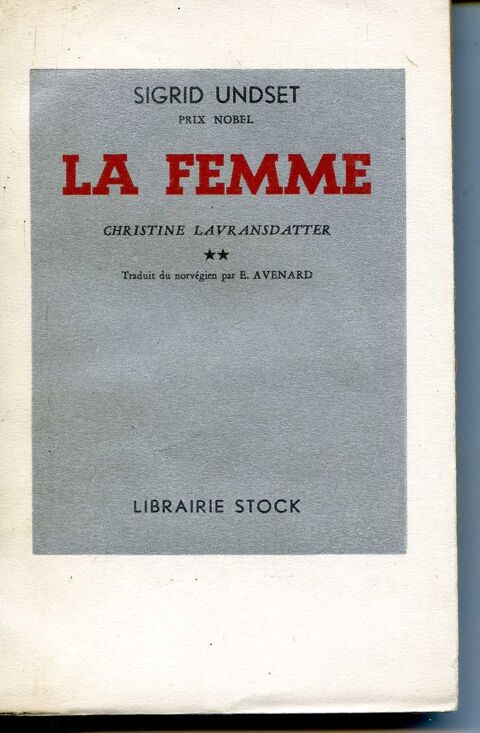 SIGRID UNDSET
PRIX NOBEL
LA FEMME
CHRISTINE LAVRANSDATTER
★★
Traduit du norvégien par E. AVENARD
LIBRAIRIE STOCK